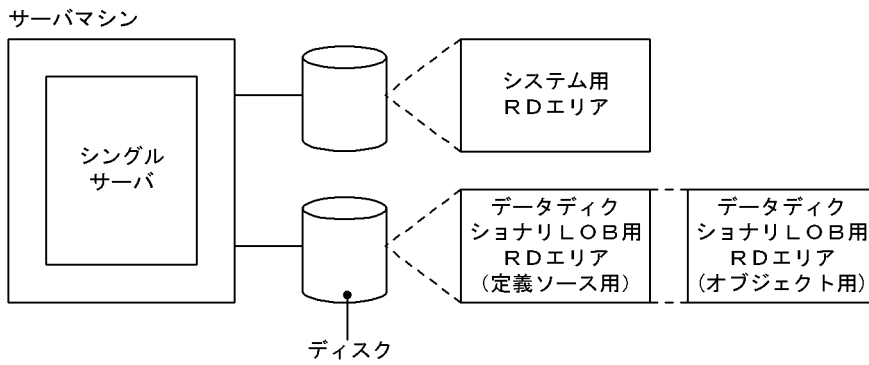 サーバマシン
シングル
サーバ
システム用
RDエリア
データディク
ショナリLOB用
RDエリア
(定義ソース用)
データディク
ショナリLOB用
RDエリア
(オブジェクト用)
ディスク